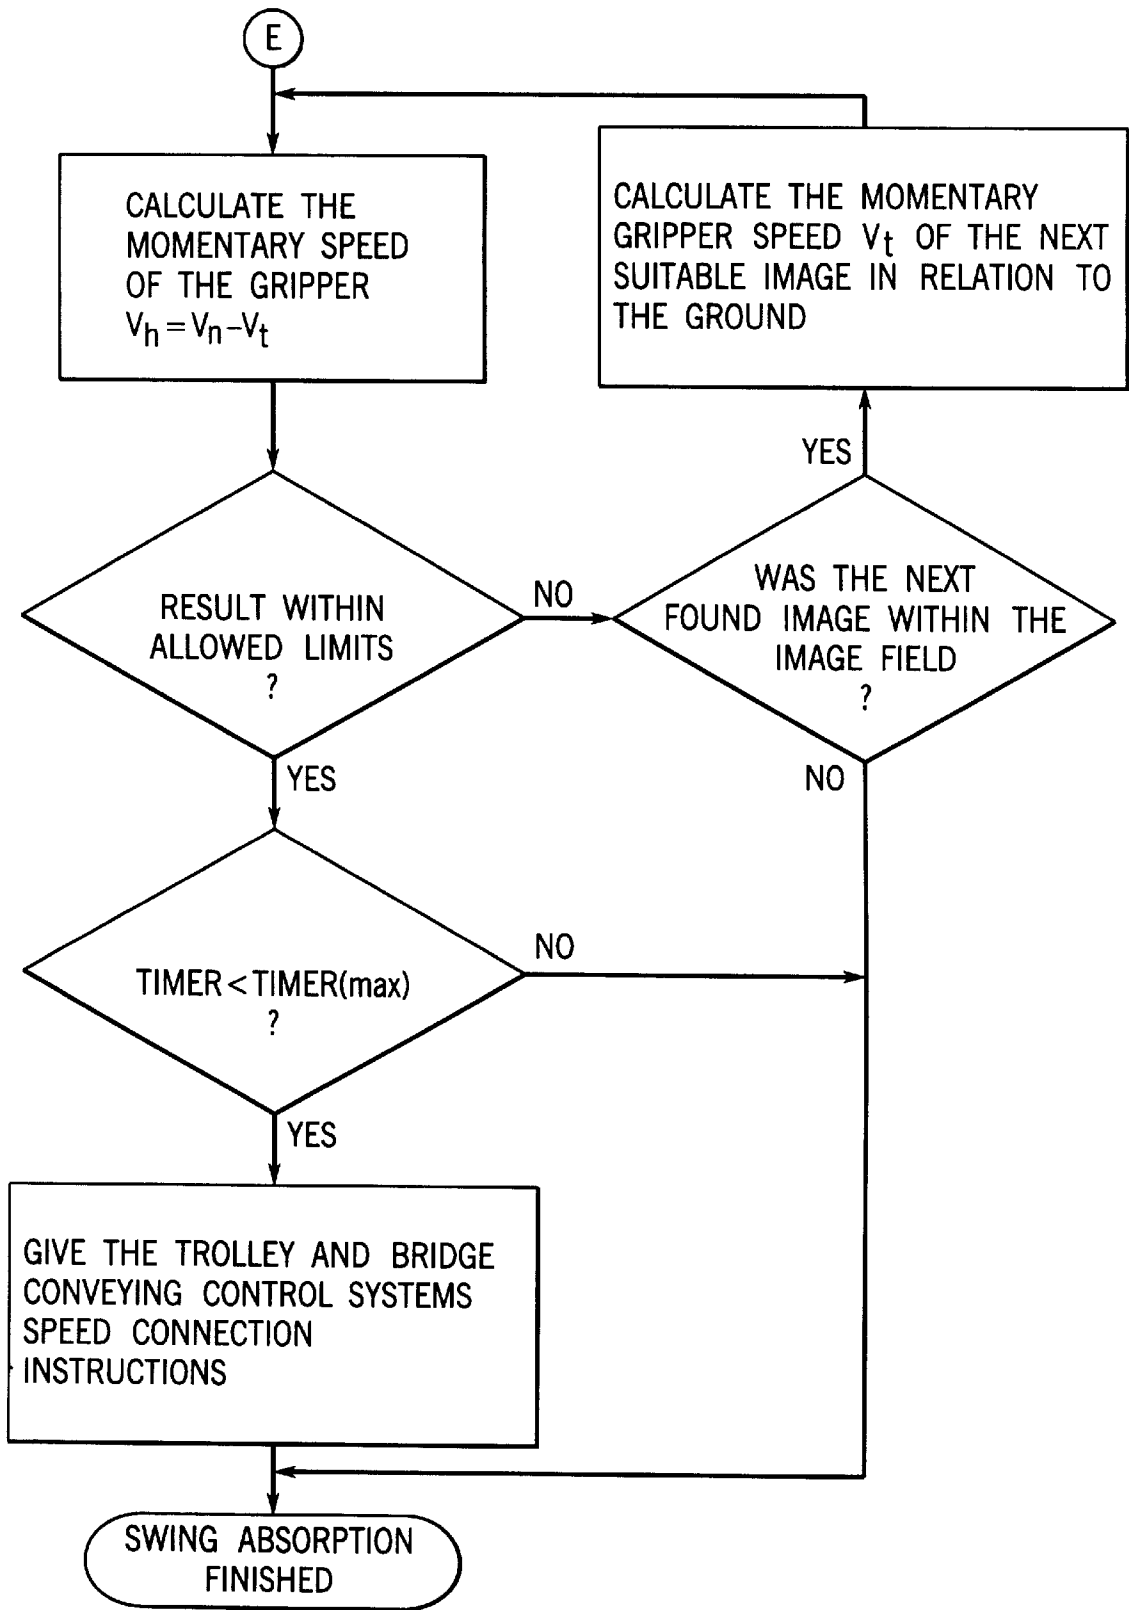 E
CALCULATE THE
MOMENTARY SPEED
OF THE GRIPPER
Vh = Vn–Vt
CALCULATE THE MOMENTARY
GRIPPER SPEED Vt OF THE NEXT
SUITABLE IMAGE IN RELATION TO
THE GROUND
YES
RESULT WITHIN
ALLOWED LIMITS
?
NO
WAS THE NEXT
FOUND IMAGE WITHIN THE
IMAGE FIELD
?
YES
NO
TIMER < TIMER(max)
?
NO
YES
GIVE THE TROLLEY AND BRIDGE
CONVEYING CONTROL SYSTEMS
SPEED CONNECTION
INSTRUCTIONS
SWING ABSORPTION
FINISHED